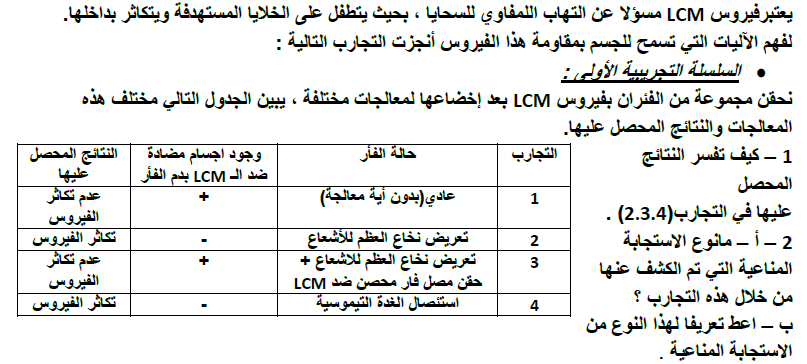 يعتبرفيروس LCM مسؤلا عن التهاب اللمفاوي للسحايا ، بحيث يتطفل على الخلايا المستهدفة ويتكاثر بداخلها.
لفهم الآليات التي تسمح للجسم بمقاومة هذا الفيروس أنجزت التجارب التالية :
• السلسلة التجريبية الأولى :
نحقن مجموعة من الفئران بفيروس LCM بعد إخضاعها لمعالجات مختلفة ، يبين الجدول التالي مختلف هذه
المعالجات والنتائج المحصل عليها.
1 – كيف تفسر النتائج
المحصل
عليها في التجارب(2.3.4) .
2 – أ – مانوع الاستجابة
المناعية التي تم الكشف عنها
من خلال هذه التجارب ؟
ب – اعط تعريفا لهذا النوع من
الاستجابة المناعية .
التجارب حالة الفأر وجود اجسام مضادة النتائج المحصل
ضد الـ LCM بدم الفأر عليها
1 عادي(بدون أية معالجة) + عدم تكاثر
الفيروس
2 تعريض نخاع العظم للأشعاع - تكاثر الفيروس
3 تعريض نخاع العظم للاشعاع + + عدم تكاثر
حقن مصل فار محصن ضد LCM الفيروس
4 استئصال الغدة التيموسية - تكاثر الفيروس